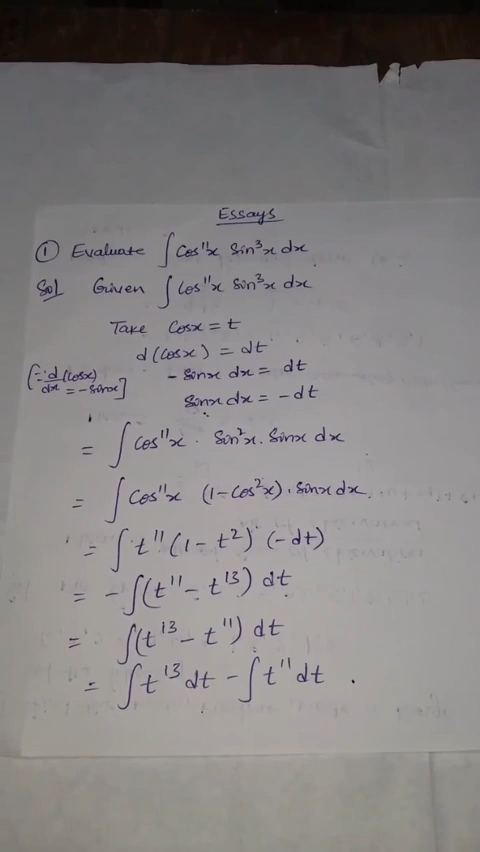 Essays
① Evaluate ∫ Cos¹¹x Sin³x dx
Sol Given ∫ Cos¹¹x Sin³x dx
Take Cosx = t
d(cosx) = dt
[∵ d/dx (cosx) = -sinx] -sinx dx = dt
sinx dx = -dt
= ∫ Cos¹¹x · Sin²x · Sinx dx
= ∫ Cos¹¹x (1-cos²x) · Sinx dx
= ∫ t¹¹ (1 - t²) (-dt)
= -∫(t¹¹ - t¹³) dt
= ∫(t¹³ - t¹¹) dt
= ∫ t¹³ dt - ∫ t¹¹ dt .